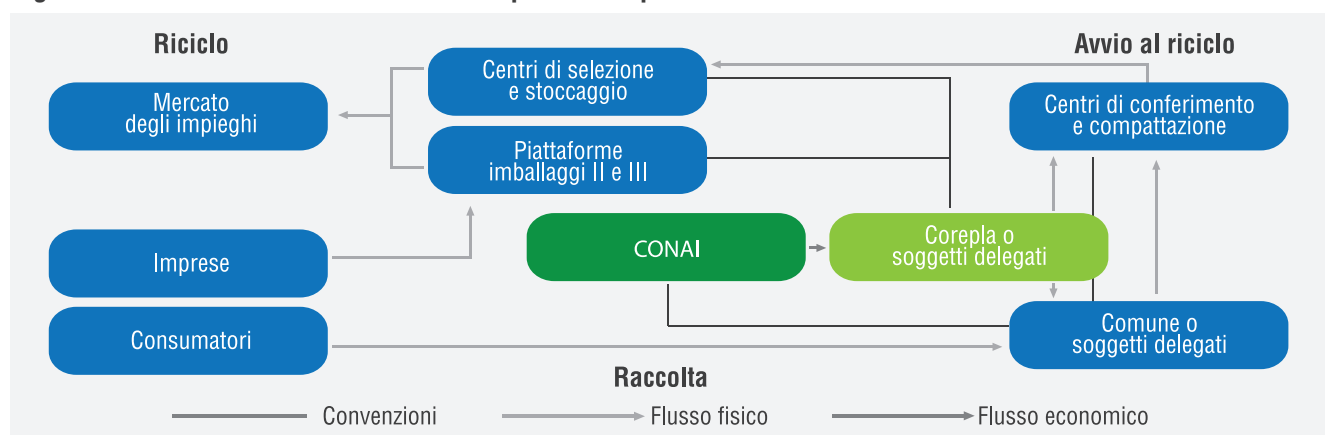 Riciclo
Avvio al riciclo
Centri di selezione
e stoccaggio
Mercato
degli impieghi
Centri di conferimento
e compattazione
Piattaforme
imballaggi II e III
CONAI
Corepla o
soggetti delegati
Imprese
Consumatori
Comune o
soggetti delegati
Raccolta
Convenzioni
Flusso fisico
Flusso economico